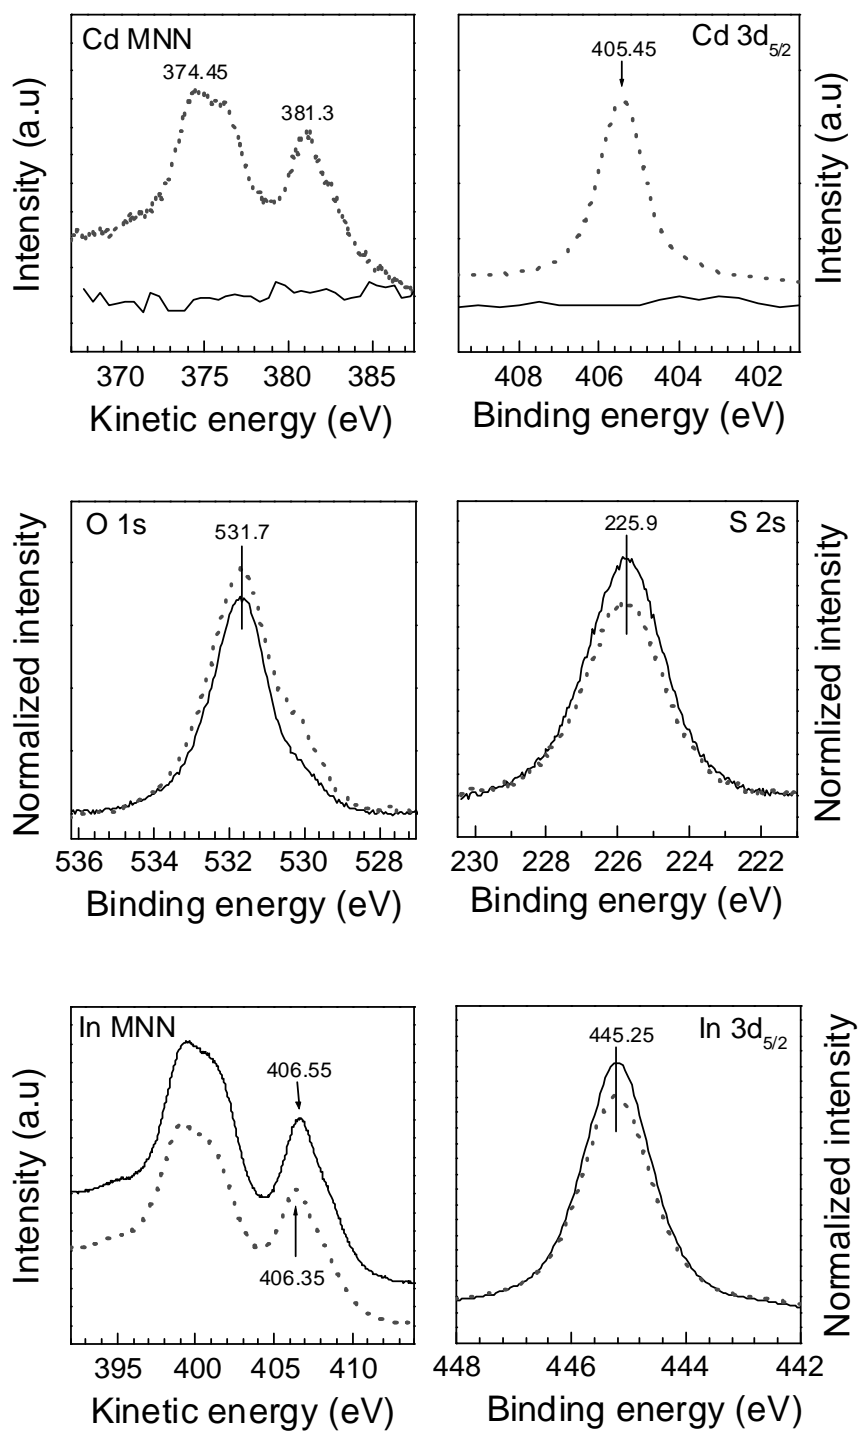 Cd MNN
374.45
381.3
Intensity (a.u)
370 375 380 385
Kinetic energy (eV)
Cd 3d5/2
405.45
Intensity (a.u)
408 406 404 402
Binding energy (eV)
O 1s
531.7
Normalized intensity
536 534 532 530 528
Binding energy (eV)
S 2s
225.9
Normlized intensity
230 228 226 224 222
Binding energy (eV)
In MNN
406.55
406.35
Intensity (a.u)
395 400 405 410
Kinetic energy (eV)
In 3d5/2
445.25
Normalized intensity
448 446 444 442
Binding energy (eV)